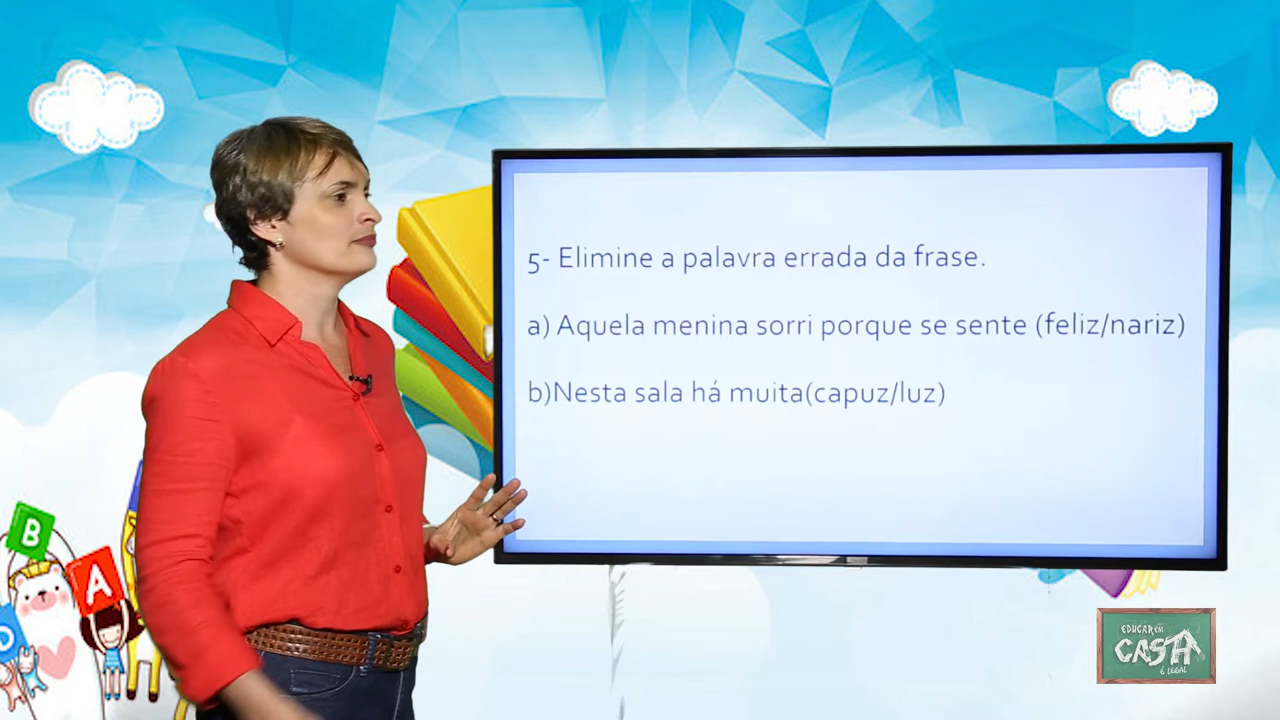 5- Elimine a palavra errada da frase.
a) Aquela menina sorri porque se sente (feliz/nariz)
b)Nesta sala há muita(capuz/luz)
B
A
D
EDUCAR EM
CASA
É LEGAL